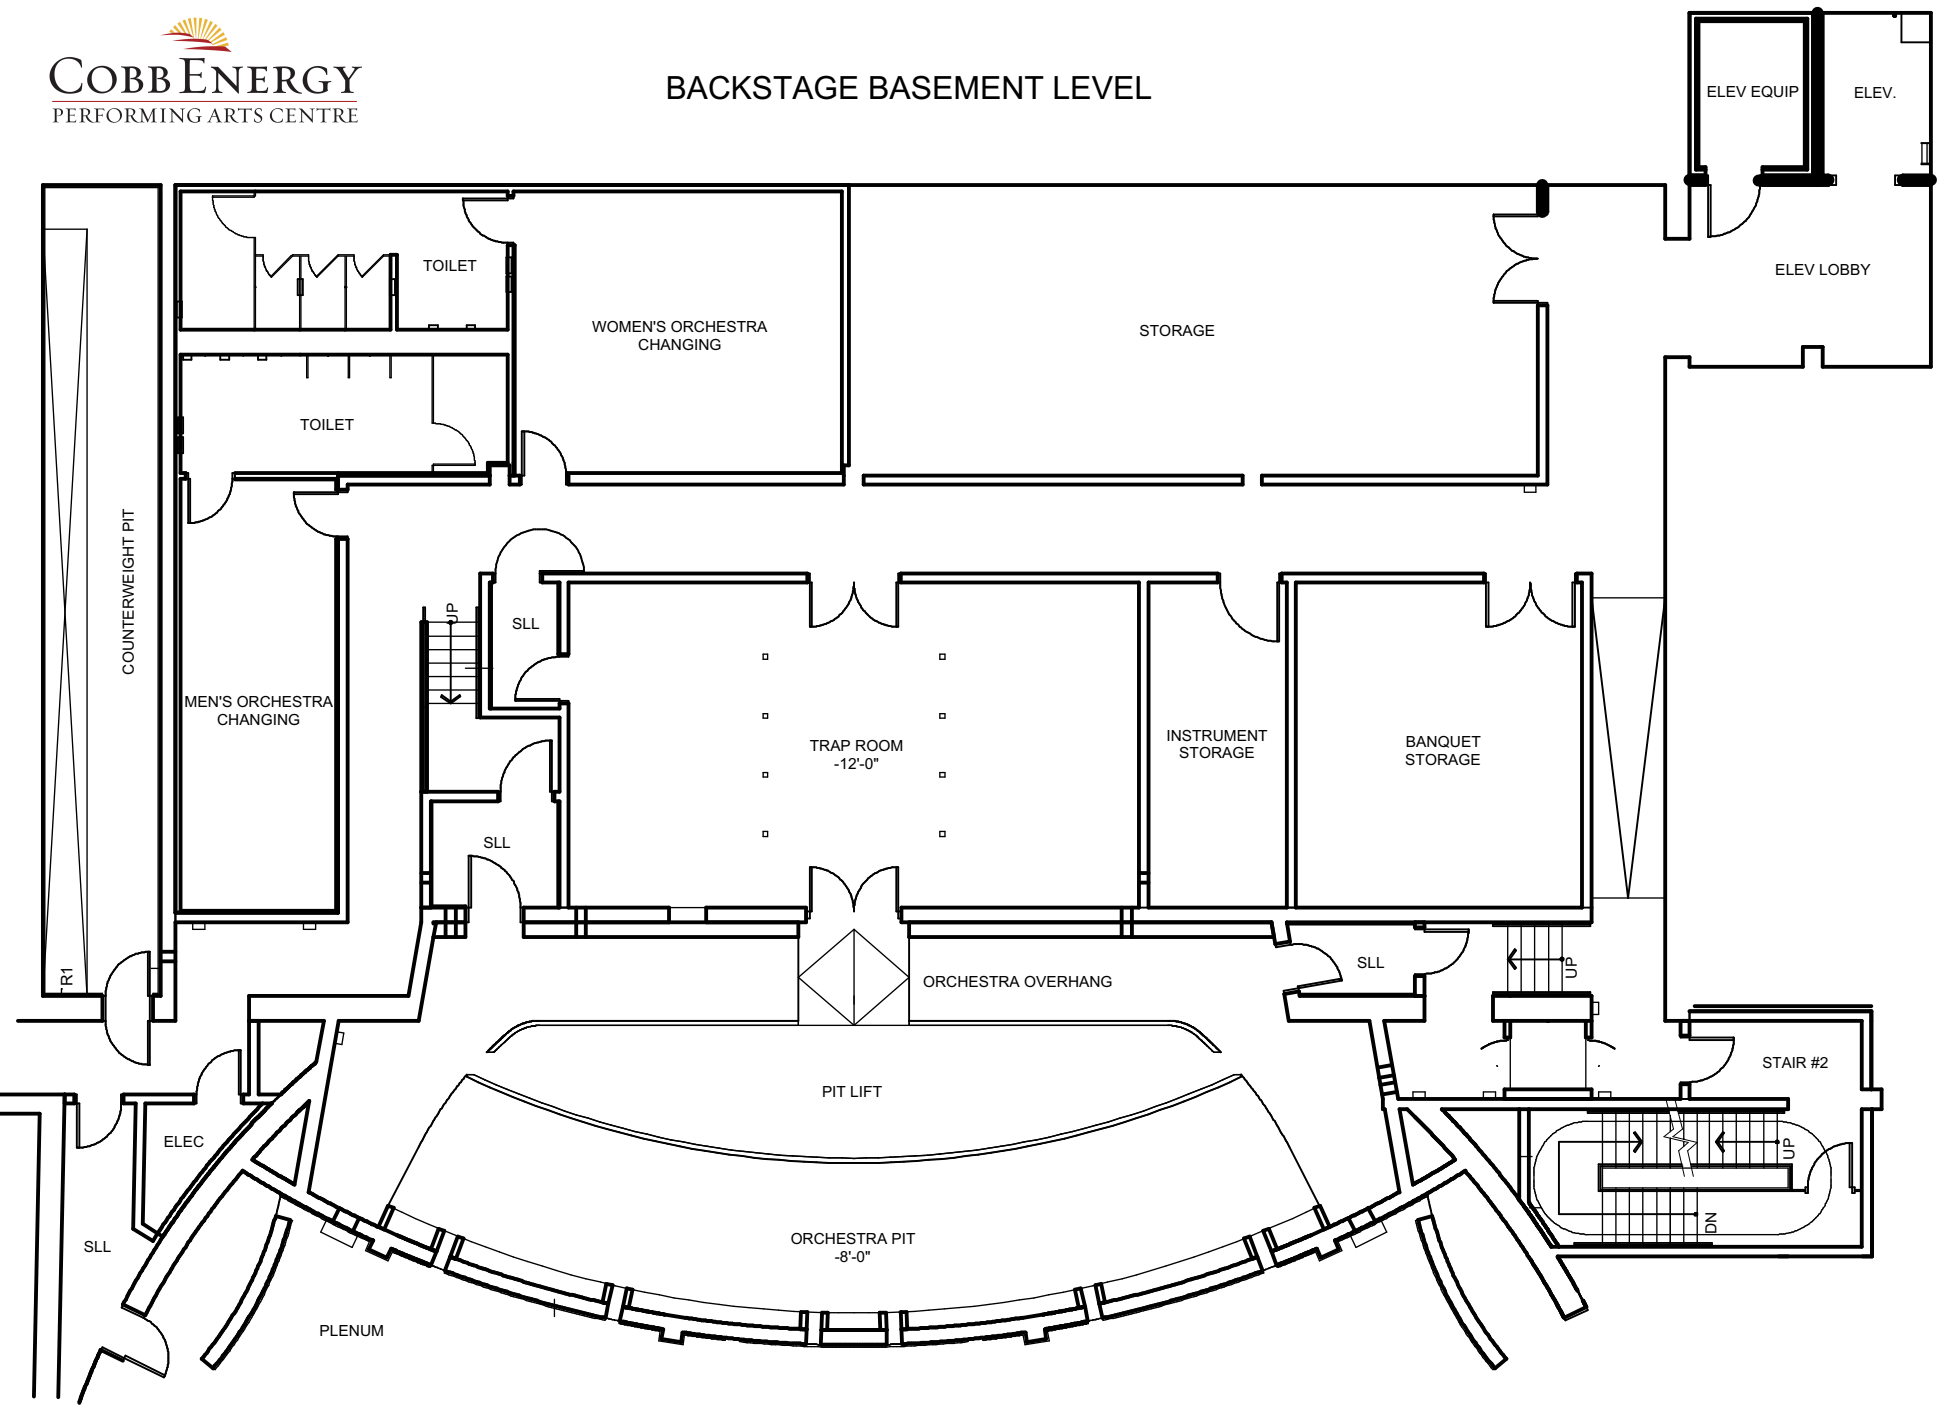 COBB ENERGY
PERFORMING ARTS CENTRE
BACKSTAGE BASEMENT LEVEL
ELEV EQUIP
ELEV.
TOILET
ELEV LOBBY
WOMEN'S ORCHESTRA
CHANGING
STORAGE
TOILET
COUNTERWEIGHT PIT
UP
SLL
MEN'S ORCHESTRA
CHANGING
TRAP ROOM
-12'-0"
INSTRUMENT
STORAGE
BANQUET
STORAGE
SLL
TR1
ORCHESTRA OVERHANG
SLL
UP
PIT LIFT
STAIR #2
ELEC
UP
DN
SLL
ORCHESTRA PIT
-8'-0"
PLENUM